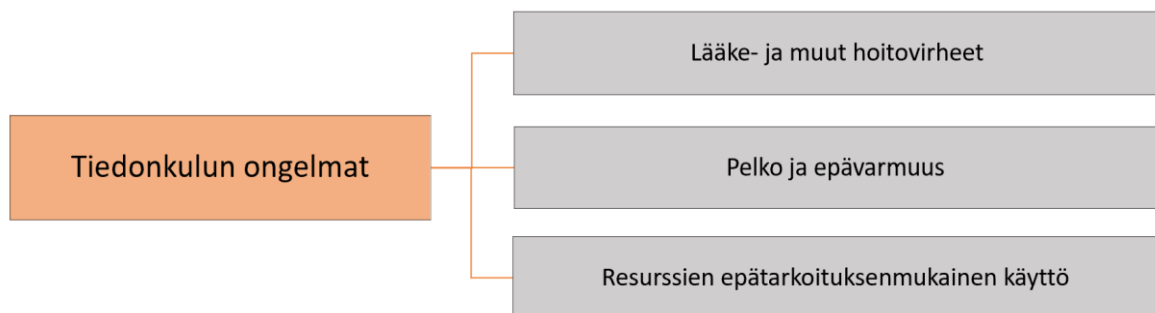 Lääke- ja muut hoitovirheet
Tiedonkulun ongelmat
Pelko ja epävarmuus
Resurssien epätarkoituksenmukainen käyttö